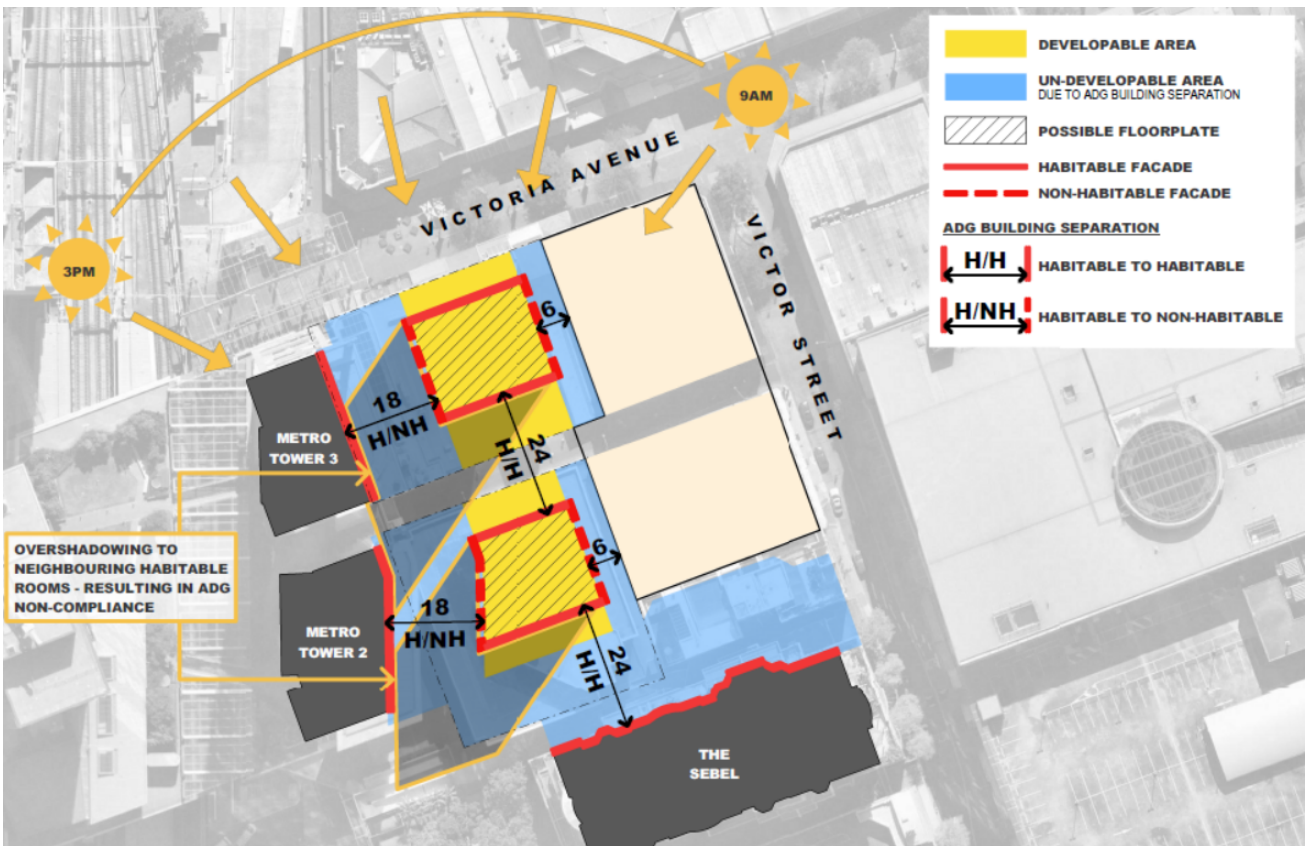 9AM
3PM
VICTORIA AVENUE
VICTOR STREET
6
18
H/NH
24
H/H
METRO
TOWER 3
6
18
H/NH
24
H/H
METRO
TOWER 2
THE
SEBEL
OVERSHADOWING TO
NEIGHBOURING HABITABLE
ROOMS - RESULTING IN ADG
NON-COMPLIANCE
DEVELOPABLE AREA
UN-DEVELOPABLE AREA
DUE TO ADG BUILDING SEPARATION
POSSIBLE FLOORPLATE
HABITABLE FACADE
NON-HABITABLE FACADE
ADG BUILDING SEPARATION
H/H
HABITABLE TO HABITABLE
H/NH
HABITABLE TO NON-HABITABLE